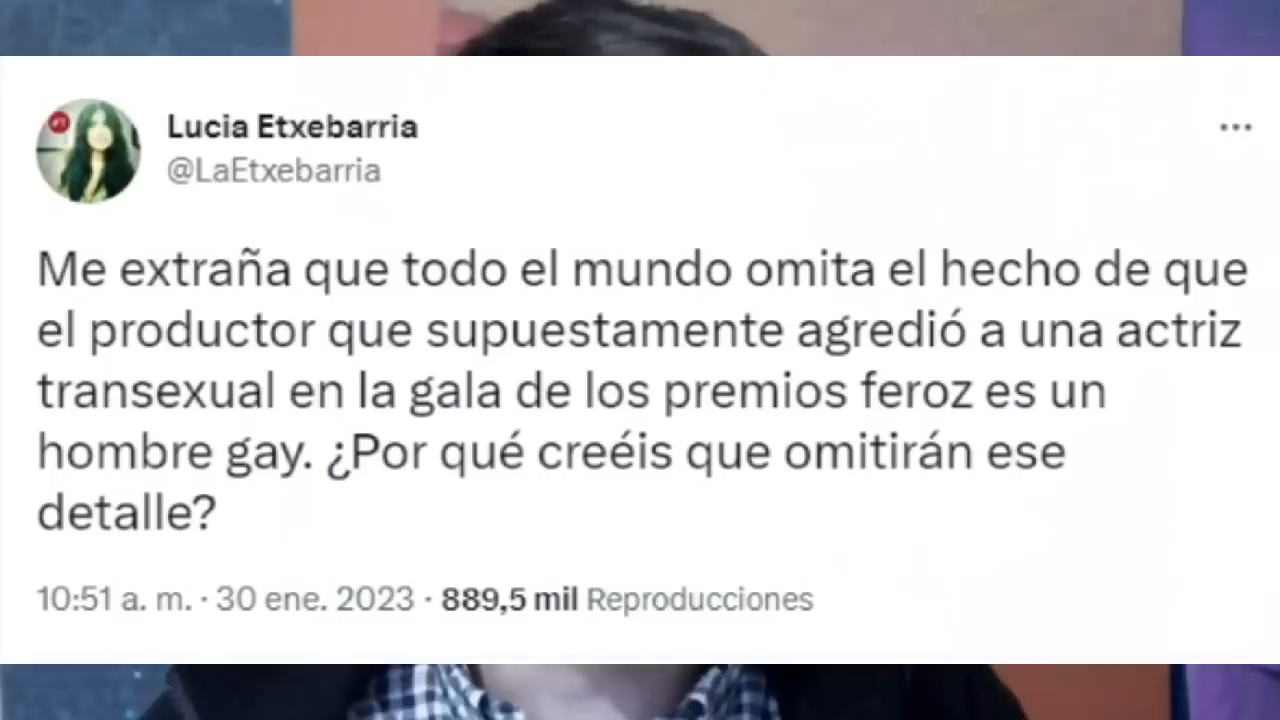 Lucia Etxebarria
@LaEtxebarria
Me extraña que todo el mundo omita el hecho de que
el productor que supuestamente agredió a una actriz
transexual en la gala de los premios feroz es un
hombre gay. ¿Por qué creéis que omitirán ese
detalle?
10:51 a. m. · 30 ene. 2023 · 889,5 mil Reproducciones